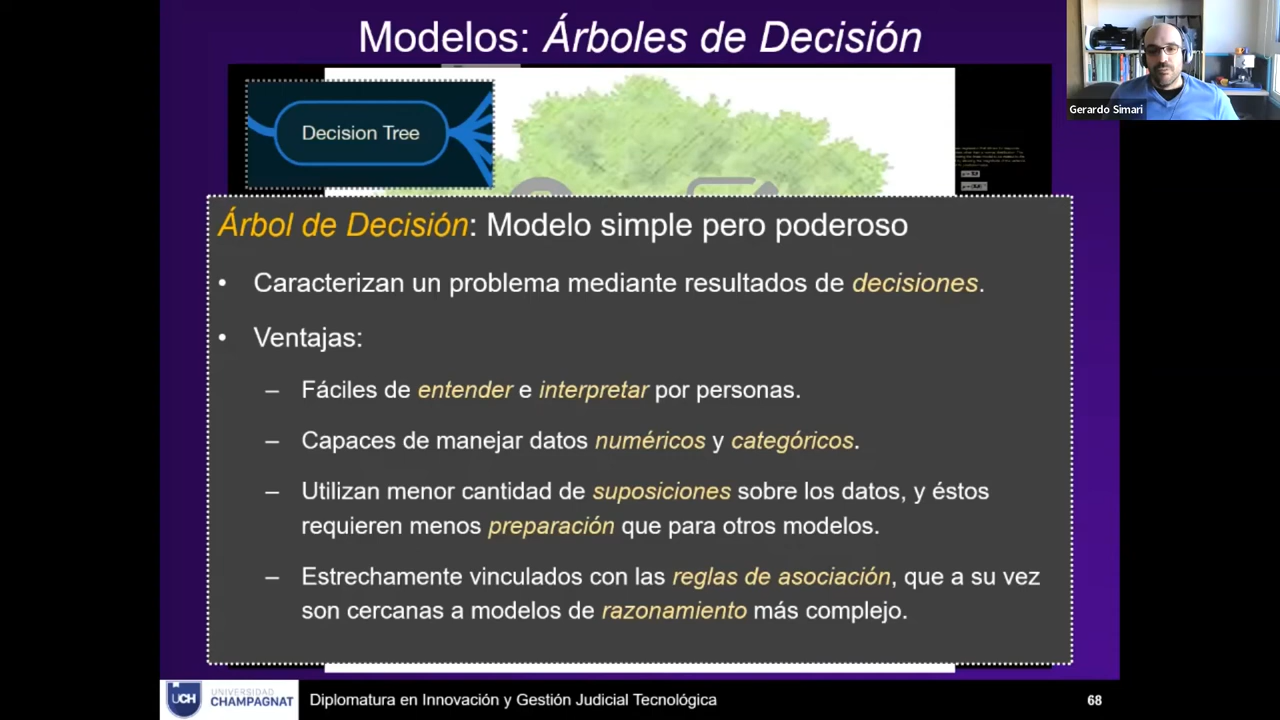 Modelos: Árboles de Decisión
Gerardo Simari
Decision Tree
Árbol de Decisión: Modelo simple pero poderoso
• Caracterizan un problema mediante resultados de decisiones.
• Ventajas:
– Fáciles de entender e interpretar por personas.
– Capaces de manejar datos numéricos y categóricos.
– Utilizan menor cantidad de suposiciones sobre los datos, y éstos
requieren menos preparación que para otros modelos.
– Estrechamente vinculados con las reglas de asociación, que a su vez
son cercanas a modelos de razonamiento más complejo.
UCH
UNIVERSIDAD
CHAMPAGNAT
Diplomatura en Innovación y Gestión Judicial Tecnológica
68